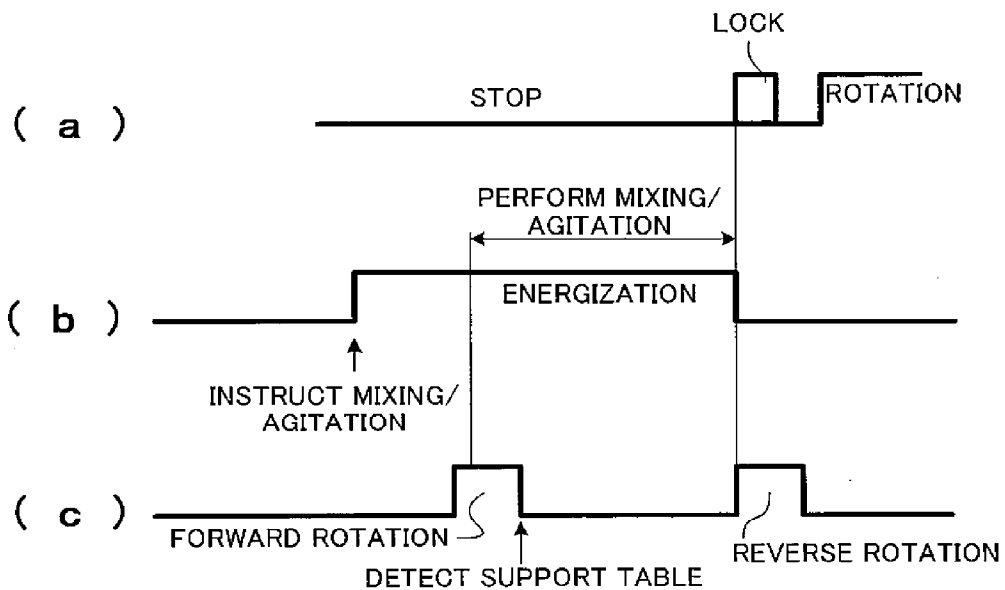 LOCK
STOP
ROTATION
( a )
PERFORM MIXING/
AGITATION
ENERGIZATION
( b )
INSTRUCT MIXING/
AGITATION
( c )
FORWARD ROTATION
REVERSE ROTATION
DETECT SUPPORT TABLE